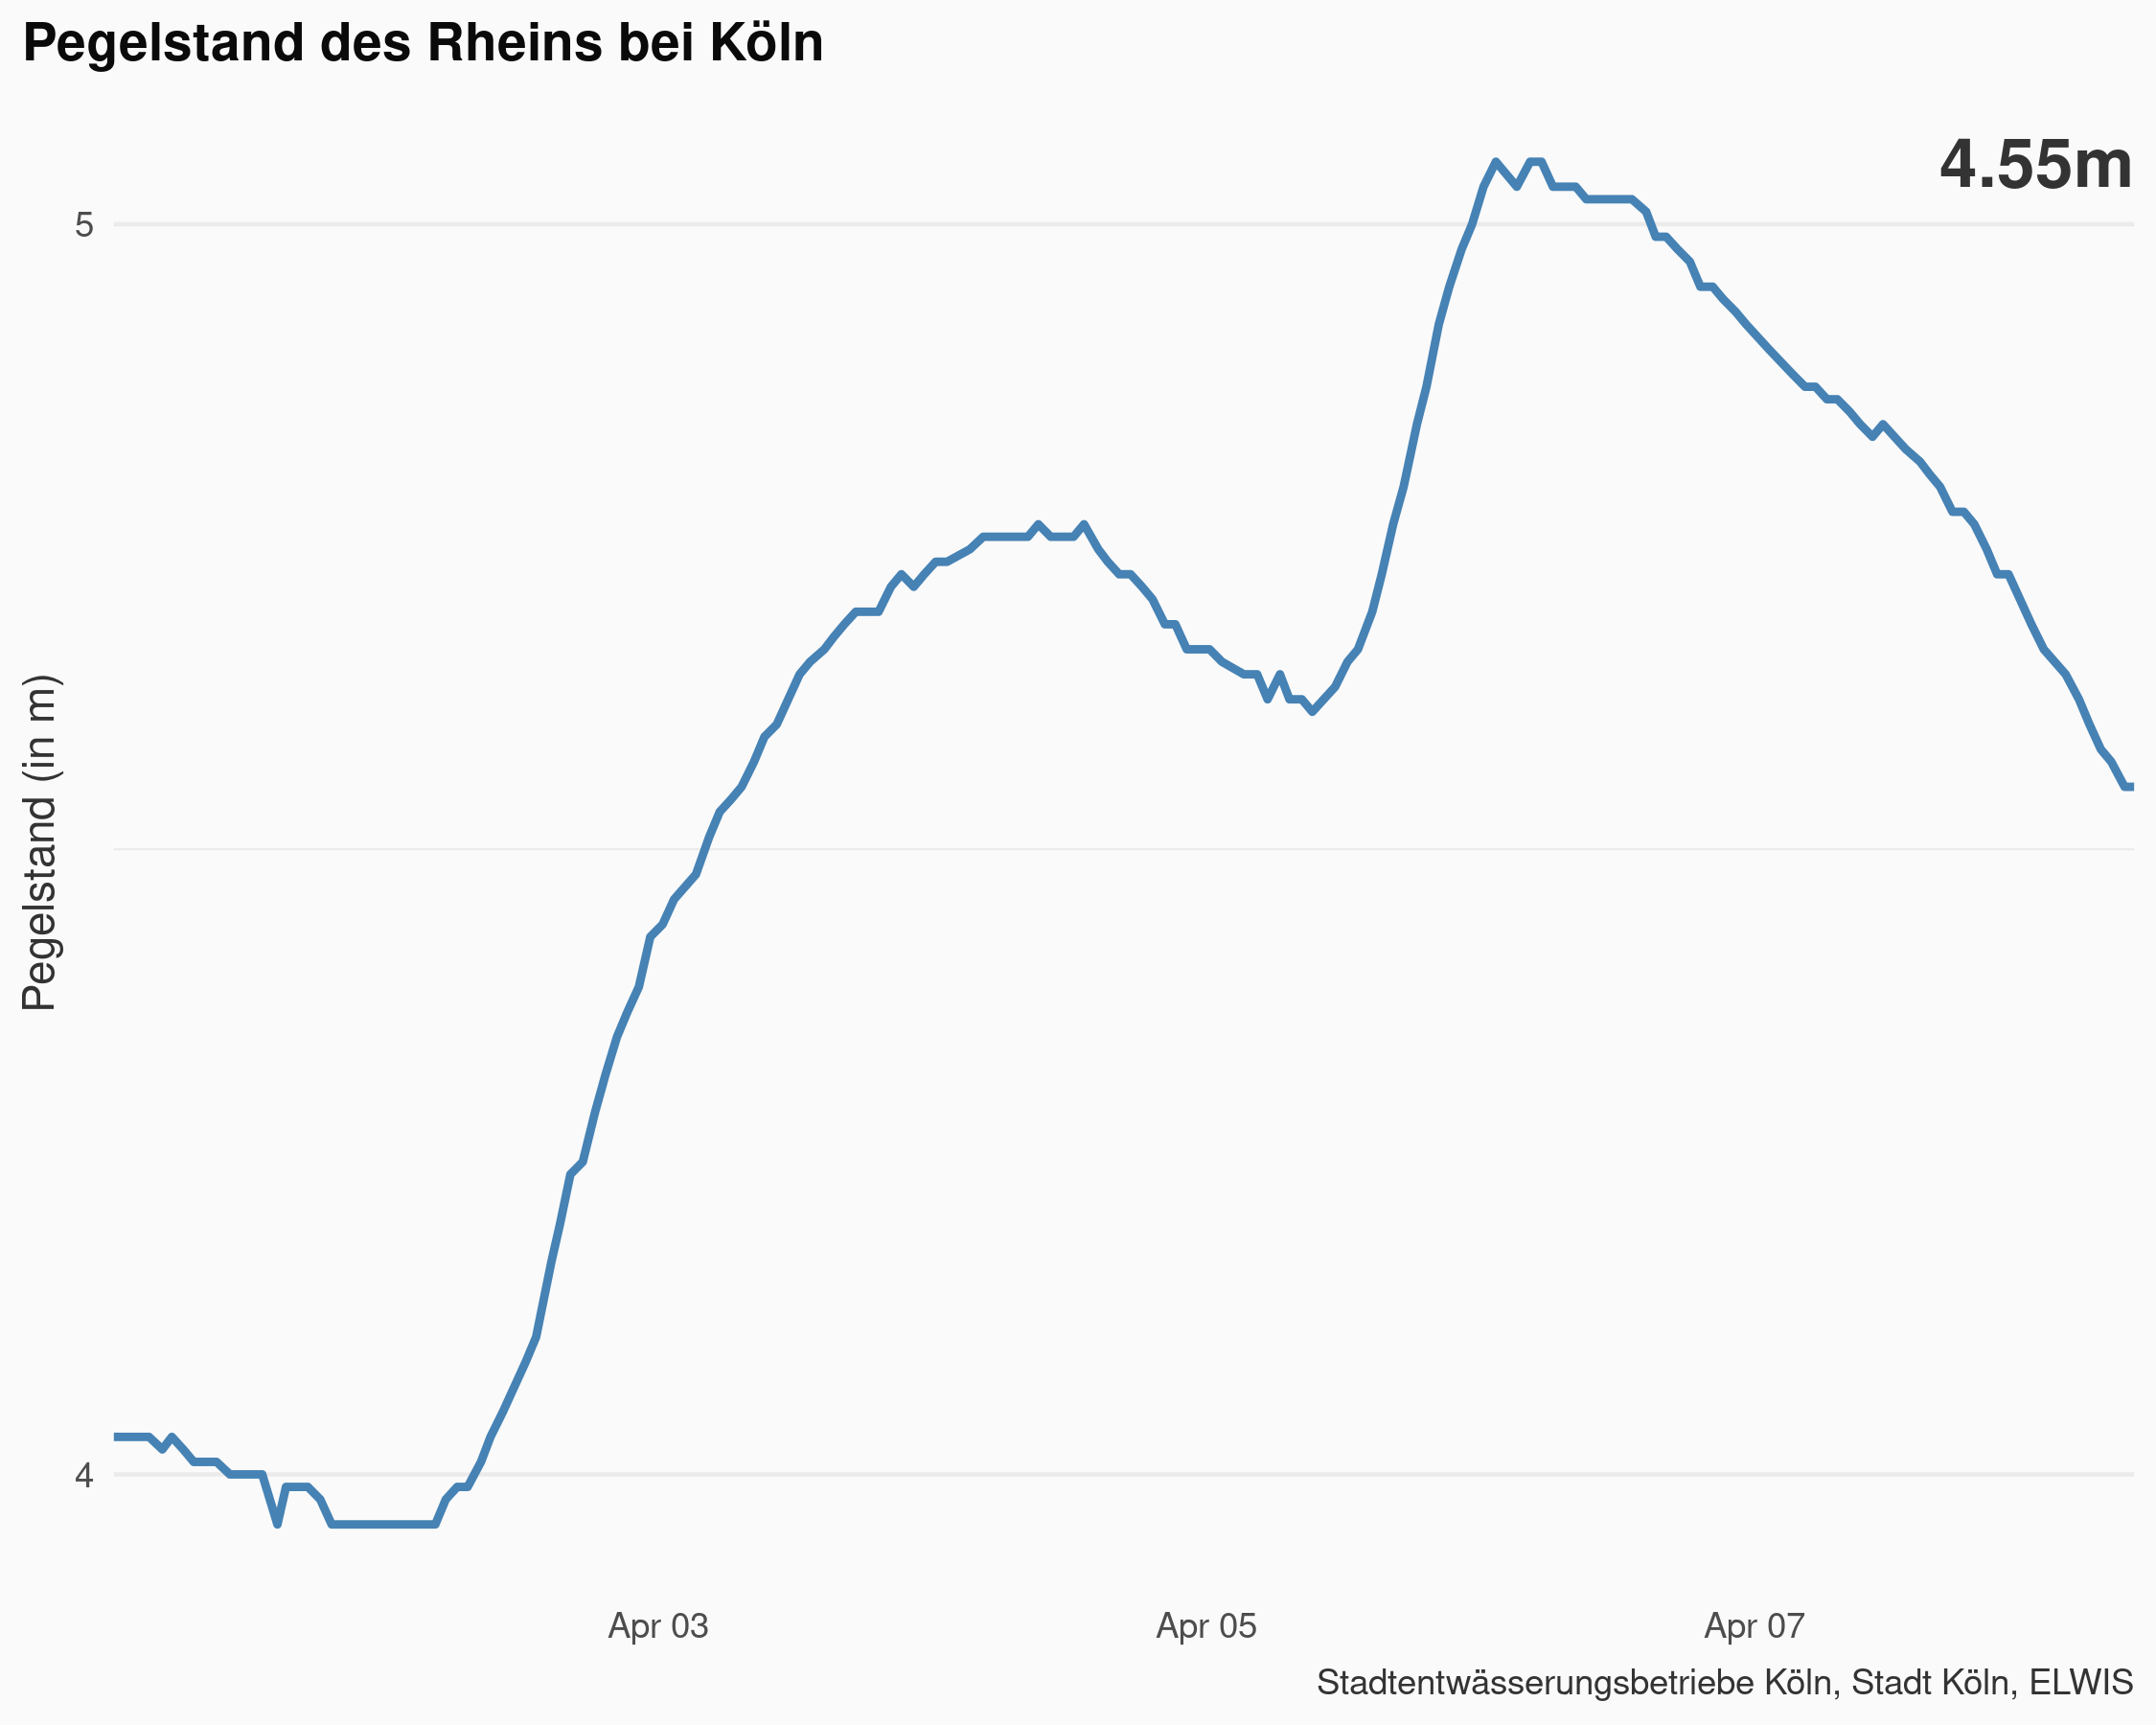 Pegelstand des Rheins bei Köln
4.55m
5
Pegelstand (in m)
4
Apr 03
Apr 05
Apr 07
Stadtentwässerungsbetriebe Köln, Stadt Köln, ELWIS